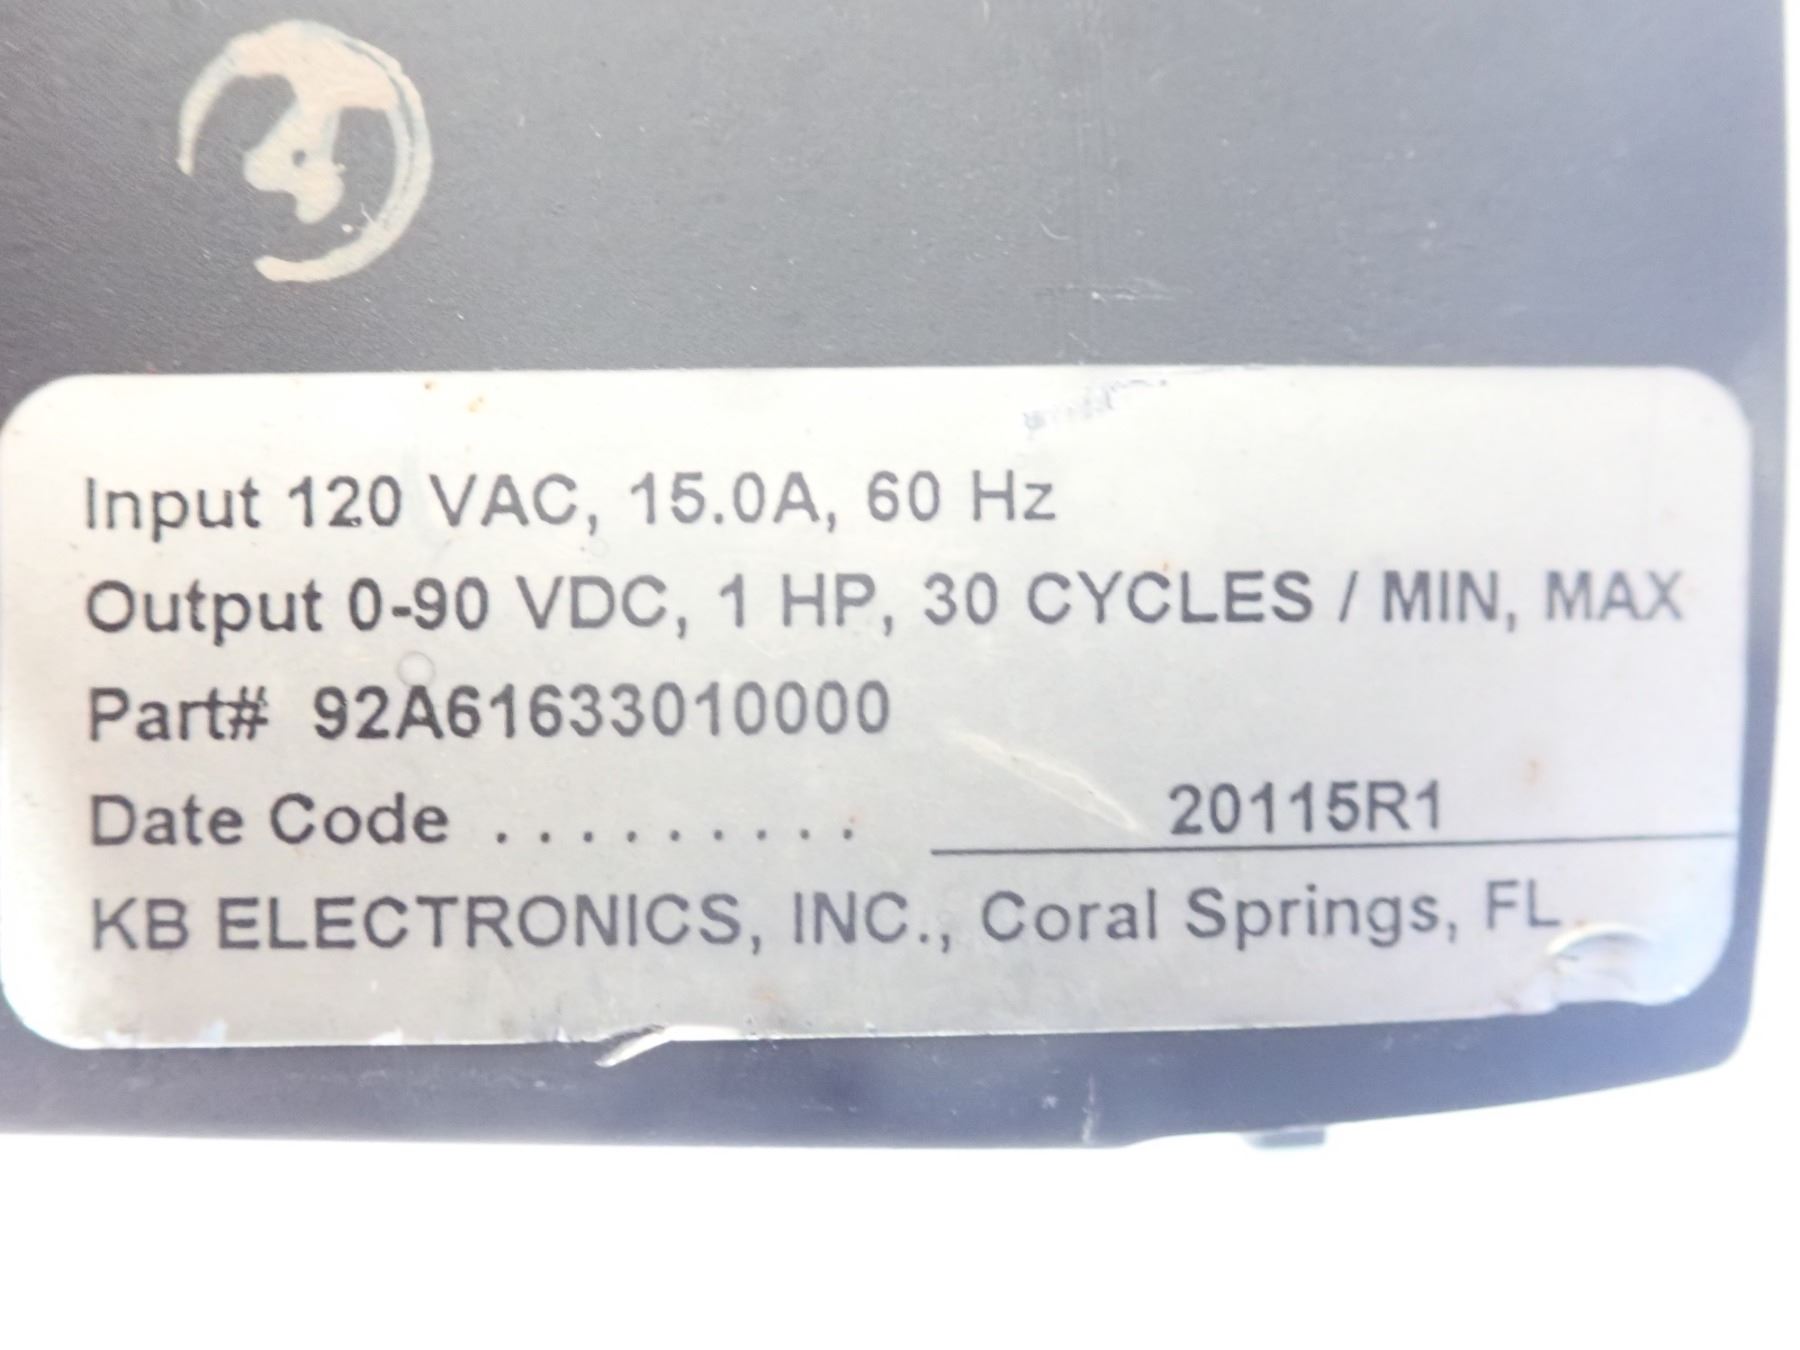 4
Input 120 VAC, 15.0A, 60 Hz
Output 0-90 VDC, 1 HP, 30 CYCLES / MIN, MAX
Part# 92A61633010000
Date Code .......... 20115R1
KB ELECTRONICS, INC., Coral Springs, FL